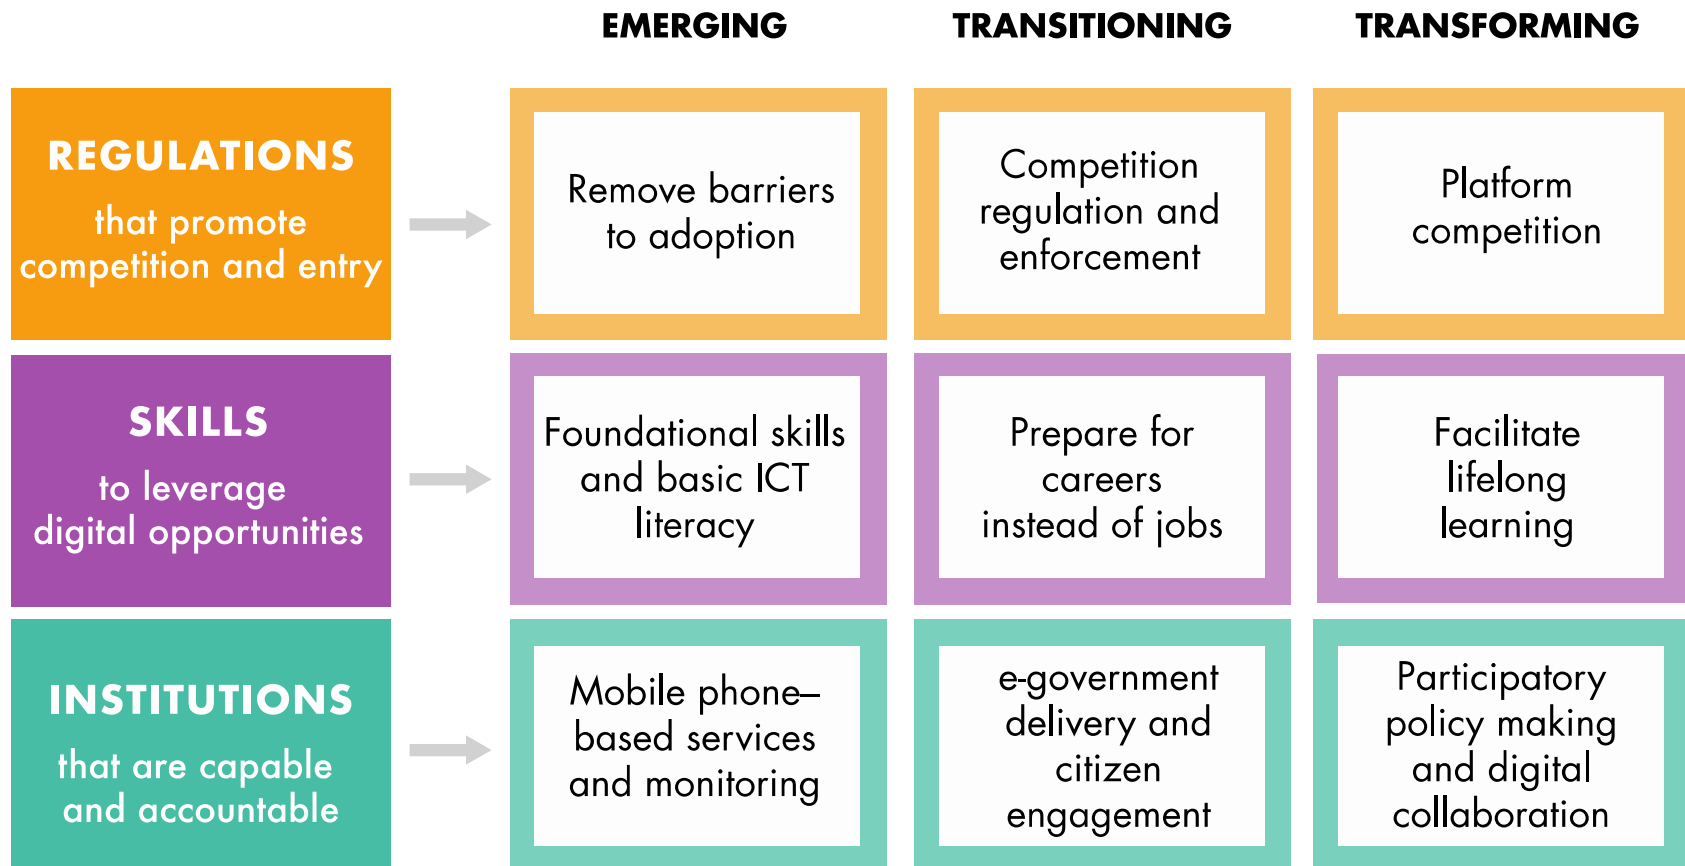 EMERGING
TRANSITIONING
TRANSFORMING
REGULATIONS
that promote
competition and entry
Remove barriers
to adoption
Competition
regulation and
enforcement
Platform
competition
SKILLS
to leverage
digital opportunities
Foundational skills
and basic ICT
literacy
Prepare for
careers
instead of jobs
Facilitate
lifelong
learning
INSTITUTIONS
that are capable
and accountable
Mobile phone–
based services
and monitoring
e-government
delivery and
citizen
engagement
Participatory
policy making
and digital
collaboration